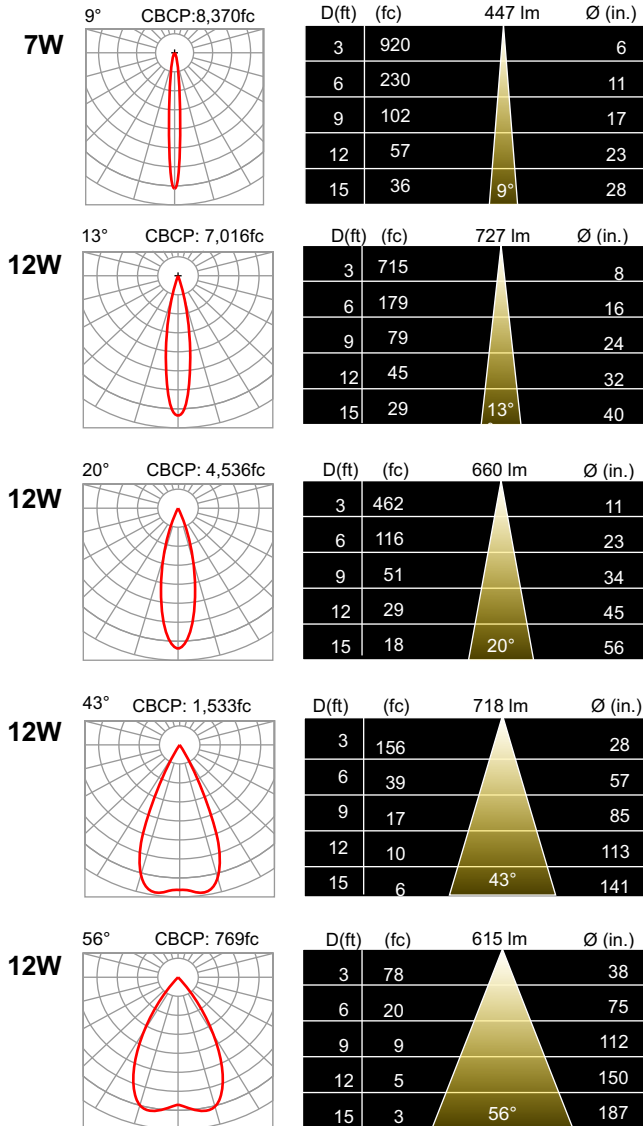 7W
9° CBCP:8,370fc
D(ft) (fc) 447 lm Ø (in.)
3 920 6
6 230 11
9 102 17
12 57 23
15 36 9° 28
12W
13° CBCP: 7,016fc
D(ft) (fc) 727 lm Ø (in.)
3 715 8
6 179 16
9 79 24
12 45 32
15 29 13° 40
12W
20° CBCP: 4,536fc
D(ft) (fc) 660 lm Ø (in.)
3 462 11
6 116 23
9 51 34
12 29 45
15 18 20° 56
12W
43° CBCP: 1,533fc
D(ft) (fc) 718 lm Ø (in.)
3 156 28
6 39 57
9 17 85
12 10 113
15 6 43° 141
12W
56° CBCP: 769fc
D(ft) (fc) 615 lm Ø (in.)
3 78 38
6 20 75
9 9 112
12 5 150
15 3 56° 187